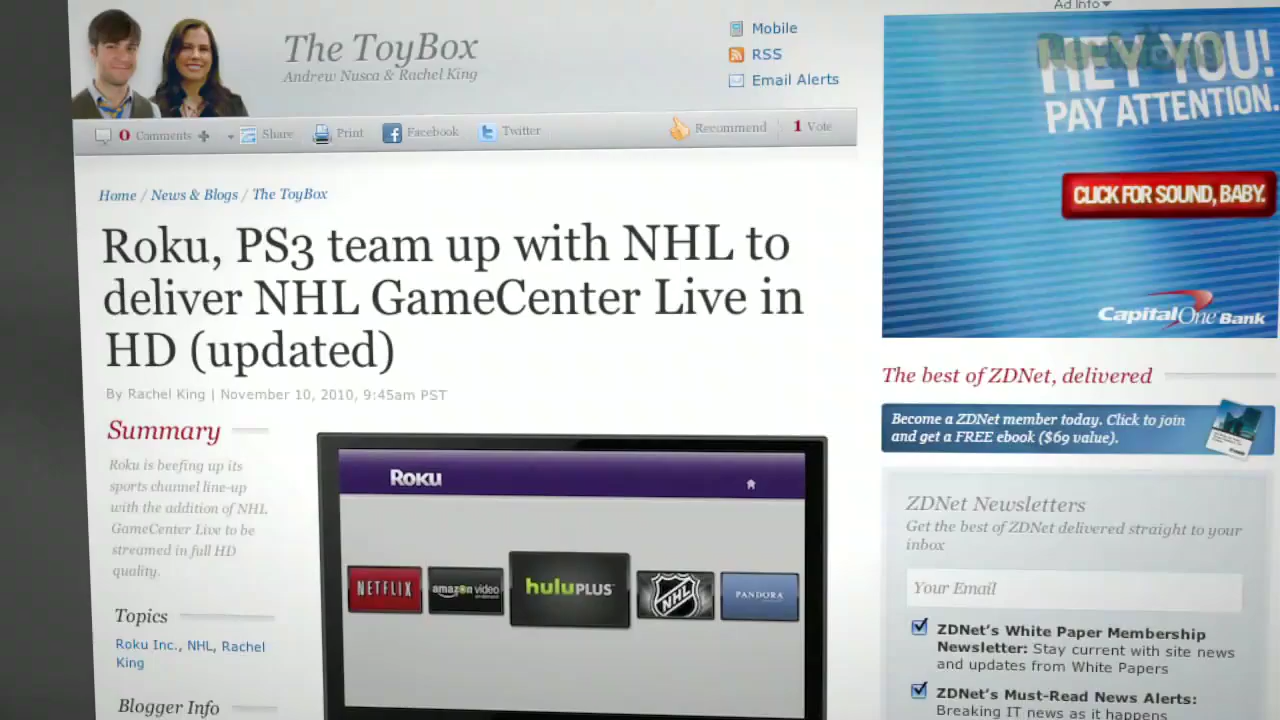 Ad Info
The ToyBox
Andrew Nusca & Rachel King
Mobile
RSS
Email Alerts
0 Comments
Share
Print
Facebook
Twitter
Recommend
1 Vote
Home / News & Blogs / The ToyBox
Roku, PS3 team up with NHL to
deliver NHL GameCenter Live in
HD (updated)
By Rachel King | November 10, 2010, 9:45am PST
Summary
Roku is beefing up its
sports channel line-up
with the addition of NHL
GameCenter Live to be
streamed in full HD
quality.
Topics
Roku Inc., NHL, Rachel
King
Blogger Info
ROKU
NETFLIX
amazon video
huluPLUS
NHL
PANDORA
HEY YOU!
PAY ATTENTION.
CLICK FOR SOUND, BABY.
CapitalOne Bank
The best of ZDNet, delivered
Become a ZDNet member today. Click to join
and get a FREE ebook ($69 value).
ZDNet Newsletters
Get the best of ZDNet delivered straight to your
inbox
Your Email
ZDNet's White Paper Membership
Newsletter: Stay current with site news
and updates from White Papers
ZDNet's Must-Read News Alerts:
Breaking IT news as it happens